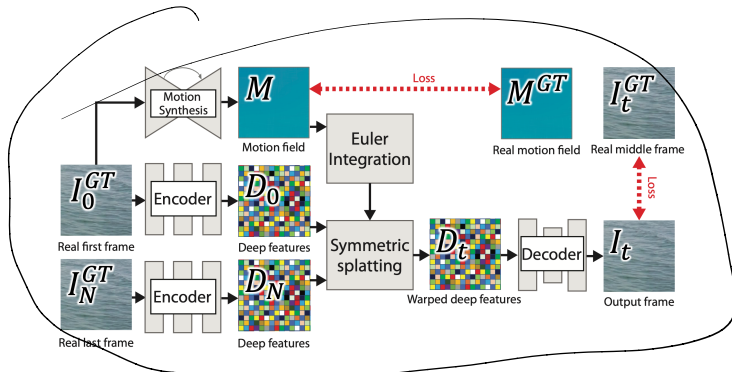 Motion
Synthesis
M
Motion field
Loss
M^GT
Real motion field
I_t^GT
Real middle frame
Euler
Integration
Loss
I_0^GT
Real first frame
Encoder
D_0
Deep features
Symmetric
splatting
D_t
Warped deep features
Decoder
I_t
Output frame
I_N^GT
Real last frame
Encoder
D_N
Deep features